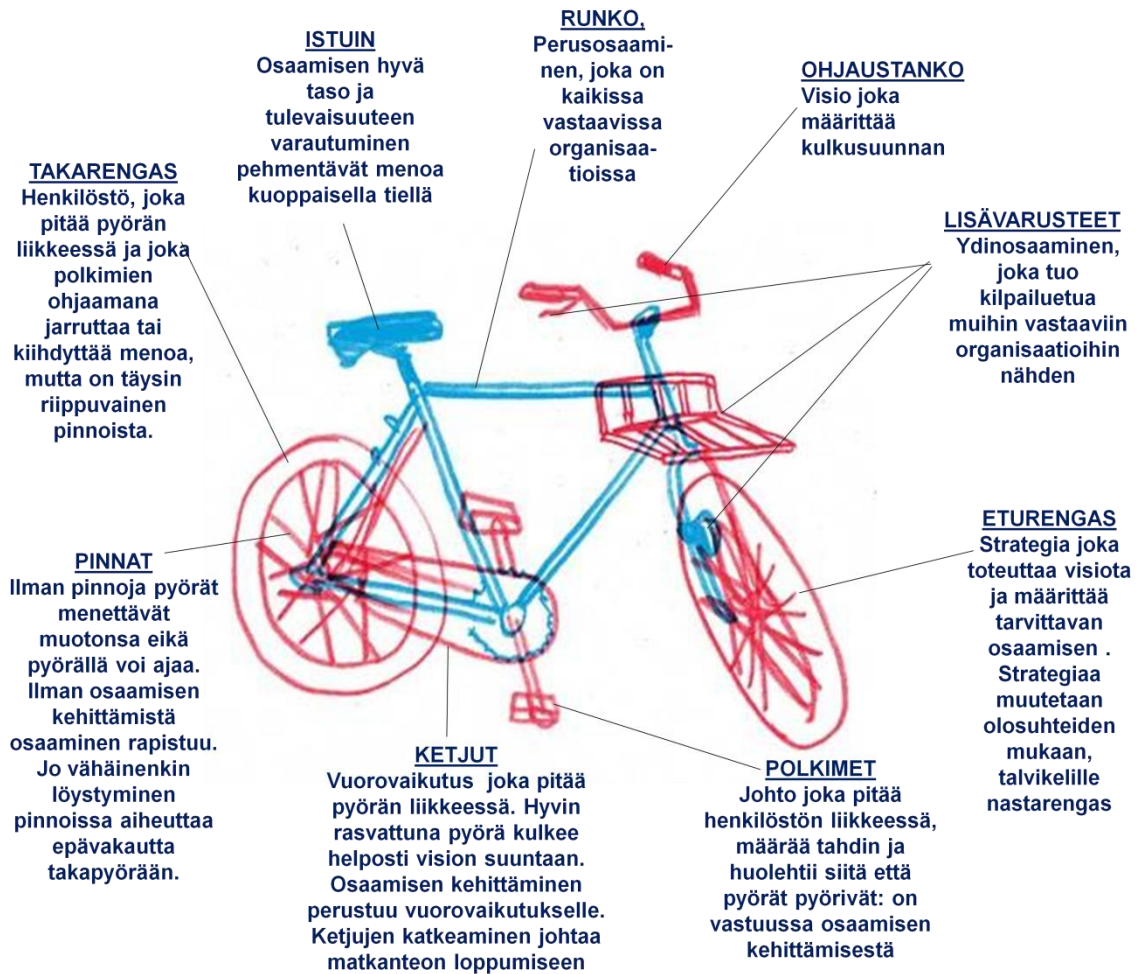 RUNKO,
Perusosaami-
nen, joka on
kaikissa
vastaavissa
organisaa-
tioissa
ISTUIN
Osaamisen hyvä
taso ja
tulevaisuuteen
varautuminen
pehmentävät menoa
kuoppaisella tiellä
OHJAUSTANKO
Visio joka
määrittää
kulkusuunnan
TAKARENGAS
Henkilöstö, joka
pitää pyörän
liikkeessä ja joka
polkimien
ohjaamana
jarruttaa tai
kiihdyttää menoa,
mutta on täysin
riippuvainen
pinnoista.
LISÄVARUSTEET
Ydinosaaminen,
joka tuo
kilpailuetua
muihin vastaaviin
organisaatioihin
nähden
PINNAT
Ilman pinnoja pyörät
menettävät
muotonsa eikä
pyörällä voi ajaa.
Ilman osaamisen
kehittämistä
osaaminen rapistuu.
Jo vähäinenkin
löystyminen
pinnoissa aiheuttaa
epävakautta
takapyörään.
ETURENGAS
Strategia joka
toteuttaa visiota
ja määrittää
tarvittavan
osaamisen .
Strategiaa
muutetaan
olosuhteiden
mukaan,
talvikelille
nastarengas
KETJUT
Vuorovaikutus joka pitää
pyörän liikkeessä. Hyvin
rasvattuna pyörä kulkee
helposti vision suuntaan.
Osaamisen kehittäminen
perustuu vuorovaikutukselle.
Ketjujen katkeaminen johtaa
matkanteon loppumiseen
POLKIMET
Johto joka pitää
henkilöstön liikkeessä,
määrää tahdin ja
huolehtii siitä että
pyörät pyörivät: on
vastuussa osaamisen
kehittämisestä